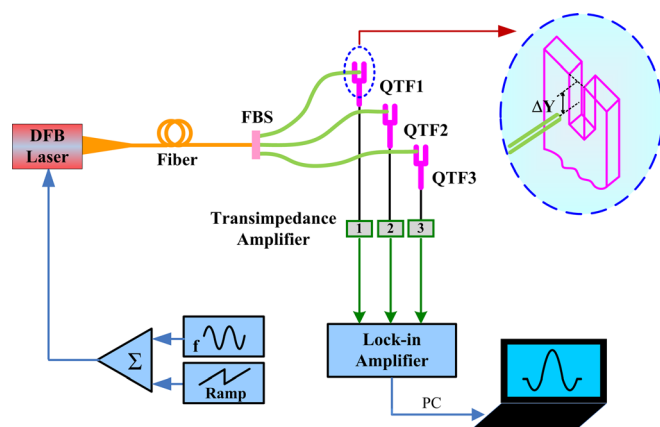 DFB
Laser
Fiber
FBS
QTF1
QTF2
QTF3
ΔY
Transimpedance
Amplifier
1
2
3
f
Ramp
Σ
Lock-in
Amplifier
PC